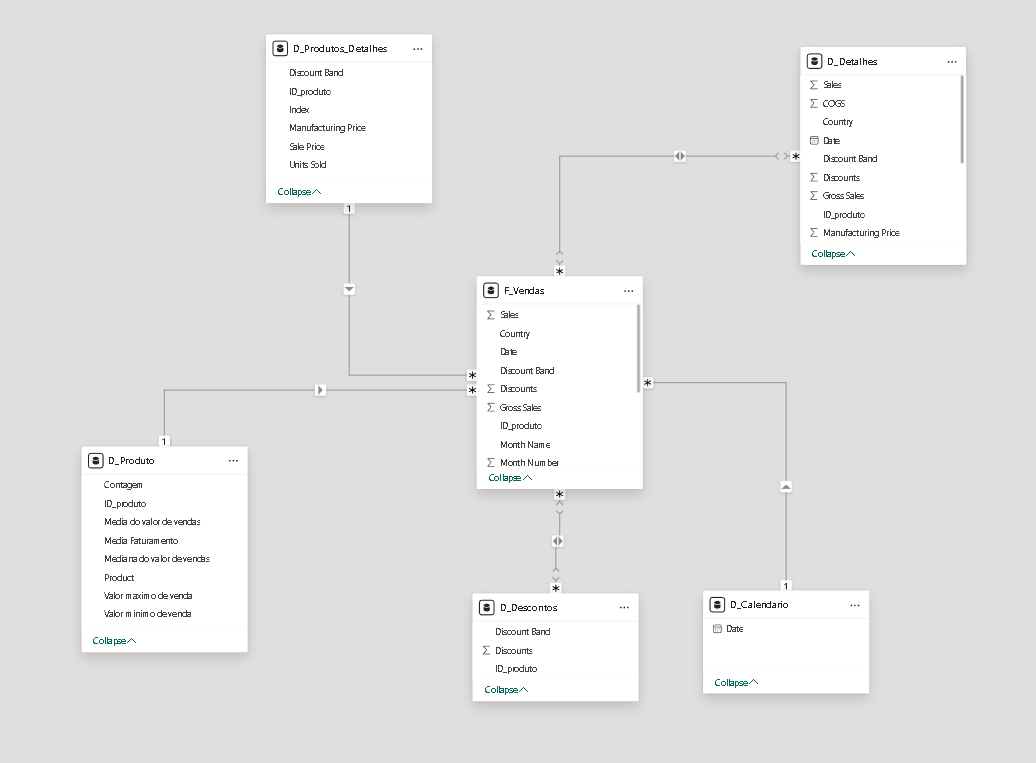 D_Produtos_Detalhes
Discount Band
ID_produto
Index
Manufacturing Price
Sale Price
Units Sold
Collapse
1
D_Detalhes
Sales
COGS
Country
Date
Discount Band
Discounts
Gross Sales
ID_produto
Manufacturing Price
Collapse
*
*
F_Vendas
Sales
Country
Date
Discount Band
Discounts
Gross Sales
ID_produto
Month Name
Month Number
Collapse
*
*
*
*
1
D_Produto
Contagem
ID_produto
Media do valor de vendas
Media Faturamento
Mediana do valor de vendas
Product
Valor maximo de venda
Valor minimo de venda
Collapse
*
D_Descontos
Discount Band
Discounts
ID_produto
Collapse
1
D_Calendario
Date
Collapse